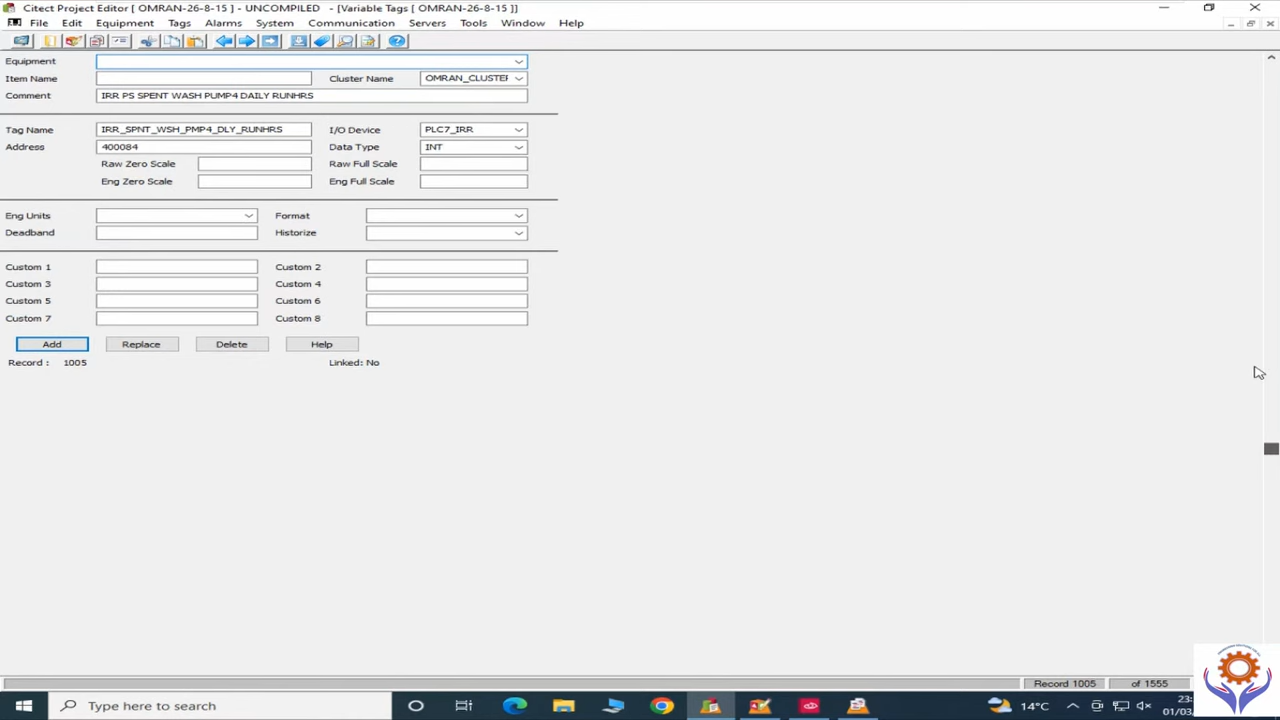 Citect Project Editor [ OMRAN-26-8-15 ] - UNCOMPILED - [Variable Tags [ OMRAN-26-8-15 ]]
File Edit Equipment Tags Alarms System Communication Servers Tools Window Help
Equipment
Item Name Cluster Name OMRAN_CLUSTER
Comment IRR PS SPENT WASH PUMP4 DAILY RUNHRS
Tag Name IRR_SPNT_WSH_PMP4_DLY_RUNHRS I/O Device PLC7_IRR
Address 400084 Data Type INT
Raw Zero Scale Raw Full Scale
Eng Zero Scale Eng Full Scale
Eng Units Format
Deadband Historize
Custom 1 Custom 2
Custom 3 Custom 4
Custom 5 Custom 6
Custom 7 Custom 8
Add Replace Delete Help
Record : 1005 Linked: No
Record 1005 of 1555
Type here to search 14°C 23:
01/03